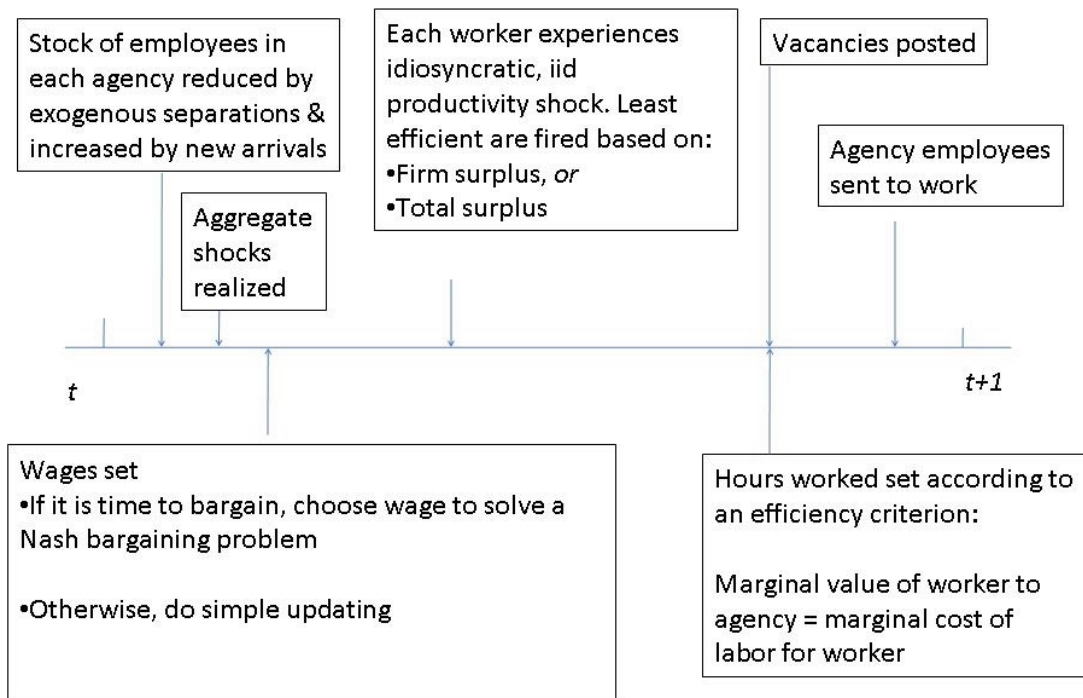 Stock of employees in
each agency reduced by
exogenous separations &
increased by new arrivals
Aggregate
shocks
realized
Each worker experiences
idiosyncratic, iid
productivity shock. Least
efficient are fired based on:
•Firm surplus, or
•Total surplus
Vacancies posted
Agency employees
sent to work
t
t+1
Wages set
•If it is time to bargain, choose wage to solve a
Nash bargaining problem
•Otherwise, do simple updating
Hours worked set according to
an efficiency criterion:
Marginal value of worker to
agency = marginal cost of
labor for worker